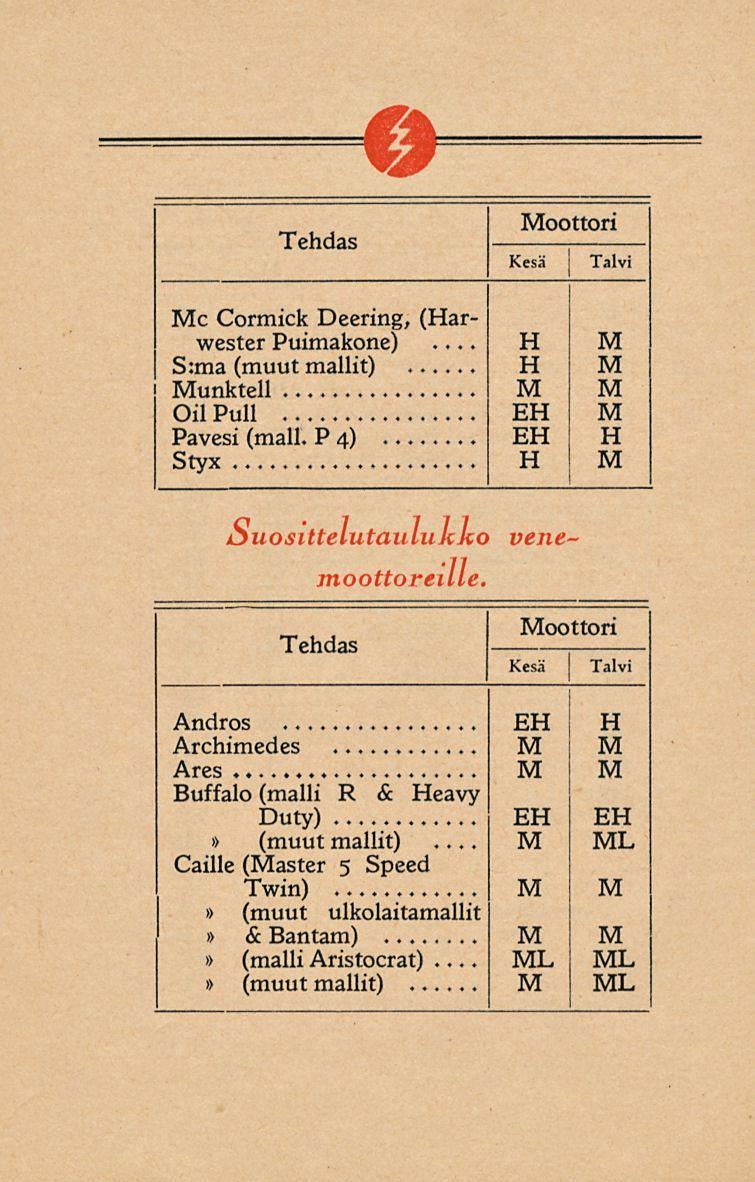 Tehdas Moottori
Kesä Talvi
Mc Cormick Deering, (Har-
wester Puimakone) .... H M
S:ma (muut mallit) ...... H M
Munktell ................ M M
Oil Pull ................ EH M
Pavesi (mall. P 4) ........ EH H
Styx .................... H M
Suosittelutaulukko vene-
moottoreille.
Tehdas Moottori
Kesä Talvi
Andros ................ EH H
Archimedes ............ M M
Ares .................... M M
Buffalo (malli R & Heavy
Duty) ............ EH EH
» (muut mallit) .... M ML
Caille (Master 5 Speed
Twin) ............ M M
» (muut ulkolaitamallit
» & Bantam) ........ M M
» (malli Aristocrat) .... ML ML
» (muut mallit) ...... M ML